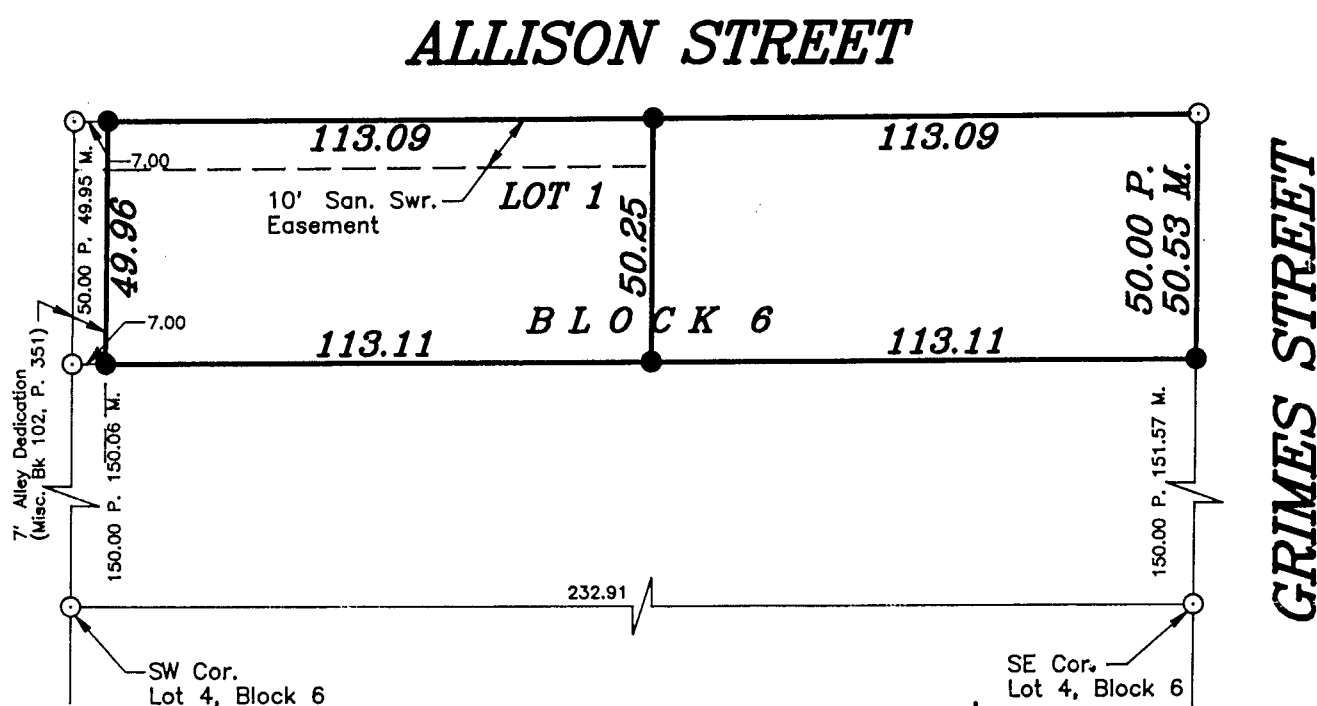 ALLISON STREET
113.09
113.09
7.00
10' San. Swr.
Easement
LOT 1
50.00 P. 49.95 M.
49.96
50.25
50.00 P.
50.53 M.
GRIMES STREET
7.00
BLOCK 6
113.11
113.11
7' Alley Dedication
(Misc. Bk 102, P. 351)
150.00 P. 150.06 M.
150.00 P. 151.57 M.
232.91
SW Cor.
Lot 4, Block 6
SE Cor.
Lot 4, Block 6